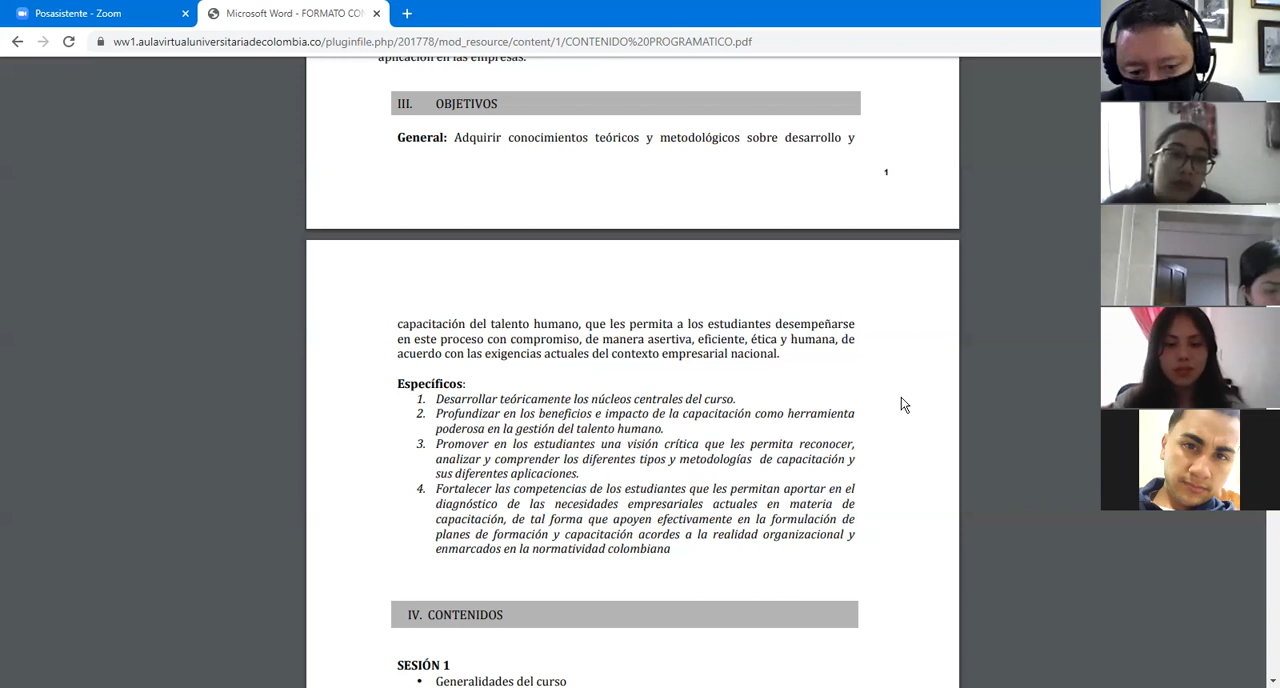 Posasistente - Zoom
Microsoft Word - FORMATO CO
ww1.aulavirtualuniversitariadecolombia.co/pluginfile.php/201778/mod_resource/content/1/CONTENIDO%20PROGRAMATICO.pdf
aplicación en las empresas.
III. OBJETIVOS
General: Adquirir conocimientos teóricos y metodológicos sobre desarrollo y
1
capacitación del talento humano, que les permita a los estudiantes desempeñarse
en este proceso con compromiso, de manera asertiva, eficiente, ética y humana, de
acuerdo con las exigencias actuales del contexto empresarial nacional.
Específicos:
1. Desarrollar teóricamente los núcleos centrales del curso.
2. Profundizar en los beneficios e impacto de la capacitación como herramienta
poderosa en la gestión del talento humano.
3. Promover en los estudiantes una visión crítica que les permita reconocer,
analizar y comprender los diferentes tipos y metodologías de capacitación y
sus diferentes aplicaciones.
4. Fortalecer las competencias de los estudiantes que les permitan aportar en el
diagnóstico de las necesidades empresariales actuales en materia de
capacitación, de tal forma que apoyen efectivamente en la formulación de
planes de formación y capacitación acordes a la realidad organizacional y
enmarcados en la normatividad colombiana
IV. CONTENIDOS
SESIÓN 1
• Generalidades del curso